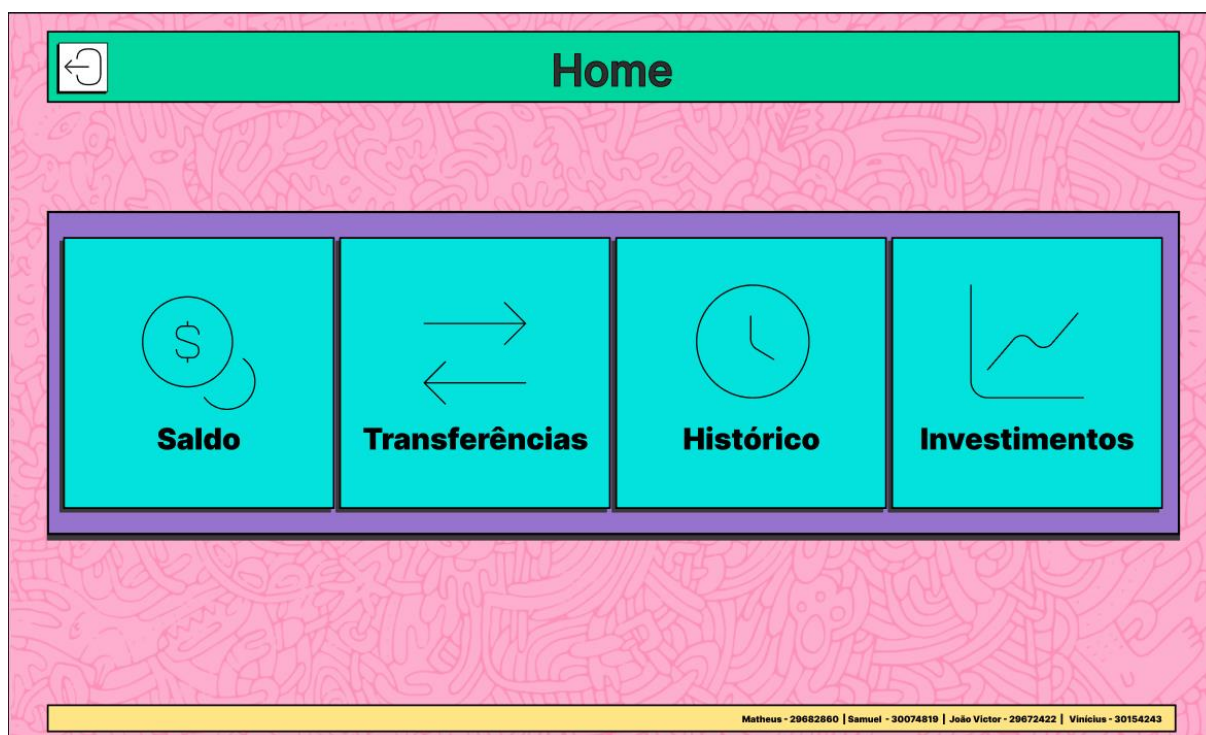 Home
$
Saldo
Transferências
Histórico
Investimentos
Matheus - 29682860 | Samuel - 30074819 | João Victor - 29672422 | Vinícius - 30154243